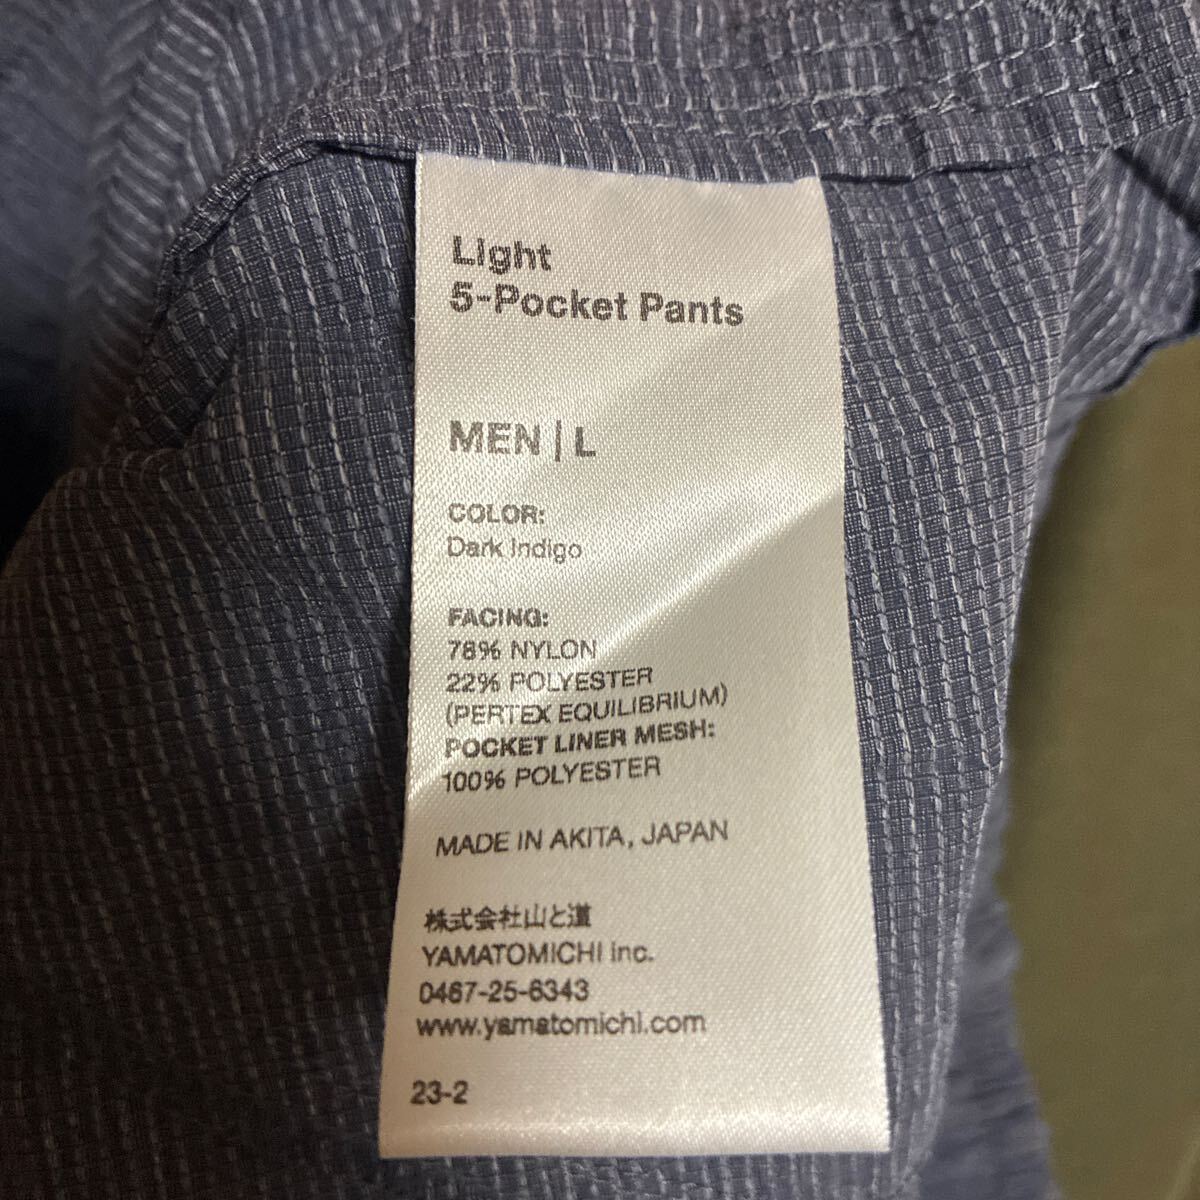 Light
5-Pocket Pants
MEN | L
COLOR:
Dark Indigo
FACING:
78% NYLON
22% POLYESTER
(PERTEX EQUILIBRIUM)
POCKET LINER MESH:
100% POLYESTER
MADE IN AKITA, JAPAN
株式会社山と道
YAMATOMICHI Inc.
0467-25-6343
www.yamatomichi.com
23-2